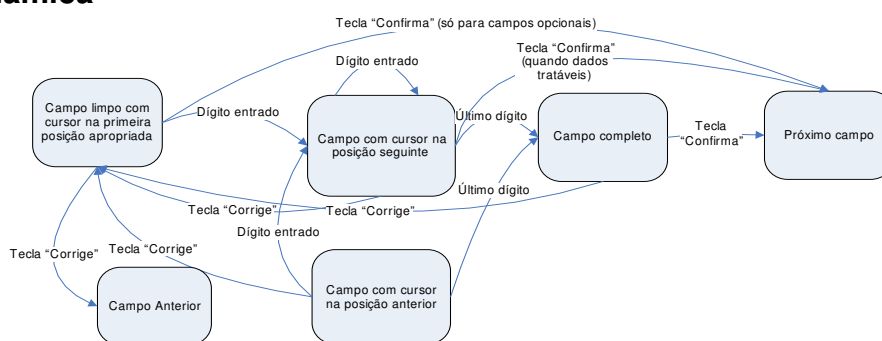 Tecla “Confirma” (só para campos opcionais)
Tecla “Confirma”
(quando dados
tratáveis)
Dígito entrado
Campo limpo com
cursor na primeira
posição apropriada
Dígito entrado
Campo com cursor na
posição seguinte
Último dígito
Campo completo
Tecla
“Confirma”
Próximo campo
Último dígito
Tecla “Corrige”
Tecla “Corrige”
Dígito entrado
Tecla “Corrige”
Tecla “Corrige”
Campo Anterior
Campo com cursor
na posição anterior